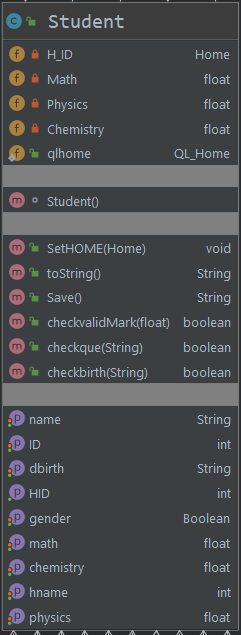 C Student
f H_ID Home
f Math float
f Physics float
f Chemistry float
f qlhome QL_Home
m Student()
m SetHOME(Home) void
m toString() String
m Save() String
m checkvalidMark(float) boolean
m checkque(String) boolean
m checkbirth(String) boolean
p name String
p ID int
p dbirth String
p HID int
p gender Boolean
p math float
p chemistry float
p hname int
p physics float